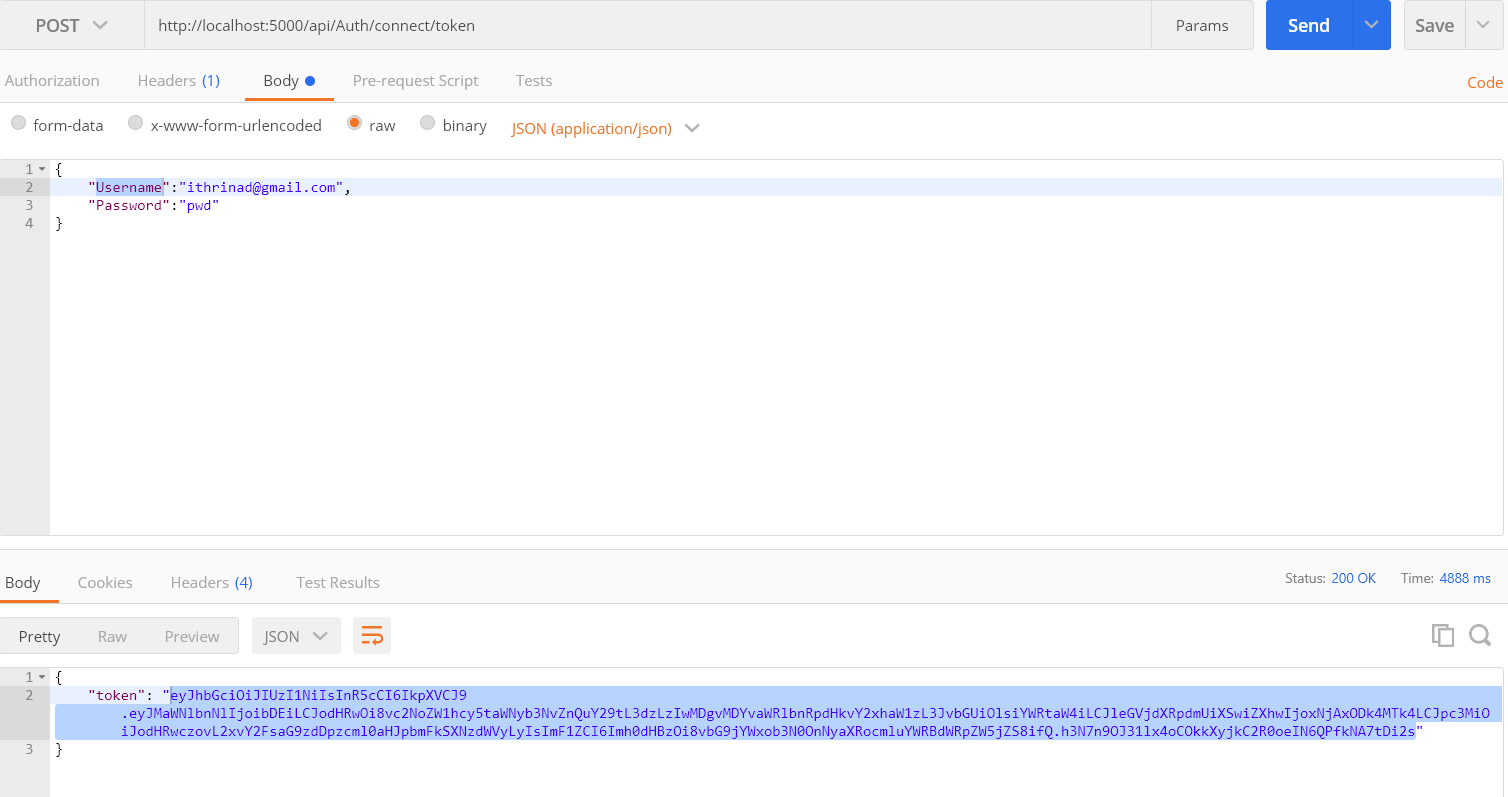 POST http://localhost:5000/api/Auth/connect/token Params Send Save
Authorization Headers (1) Body Pre-request Script Tests Code
form-data x-www-form-urlencoded raw binary JSON (application/json)
1 {
2 "Username":"ithrinad@gmail.com",
3 "Password":"pwd"
4 }
Body Cookies Headers (4) Test Results Status: 200 OK Time: 4888 ms
Pretty Raw Preview JSON
1 {
2 "token": "eyJhbGciOiJIUzI1NiIsInR5cCI6IkpXVCJ9
.eyJMaWNlbnNlIjoibDEiLCJodHRwOi8vc2NoZW1hcy5taWNyb3NvZnQuY29tL3dzLzIwMDgvMDYvaWRlbnRpdHkvY2xhaW1zL3JvbGUiOlsiYWRtaW4iLCJleGVjdXRpdmUiXSwiZXhwIjoxNjAxODk4MTk4LCJpc3MiO
iJodHRwczovL2xvY2FsaG9zdDpzcml0aHJpbmFkSXNzdWVyLyIsImF1ZCI6Imh0dHBzOi8vbG9jYWxob3N0OnNyaXRocmluYWRBdWRpZW5jZS8ifQ.h3N7n9OJ31lx4oCOkkXyjkC2R0oeIN6QPfkNA7tDi2s"
3 }